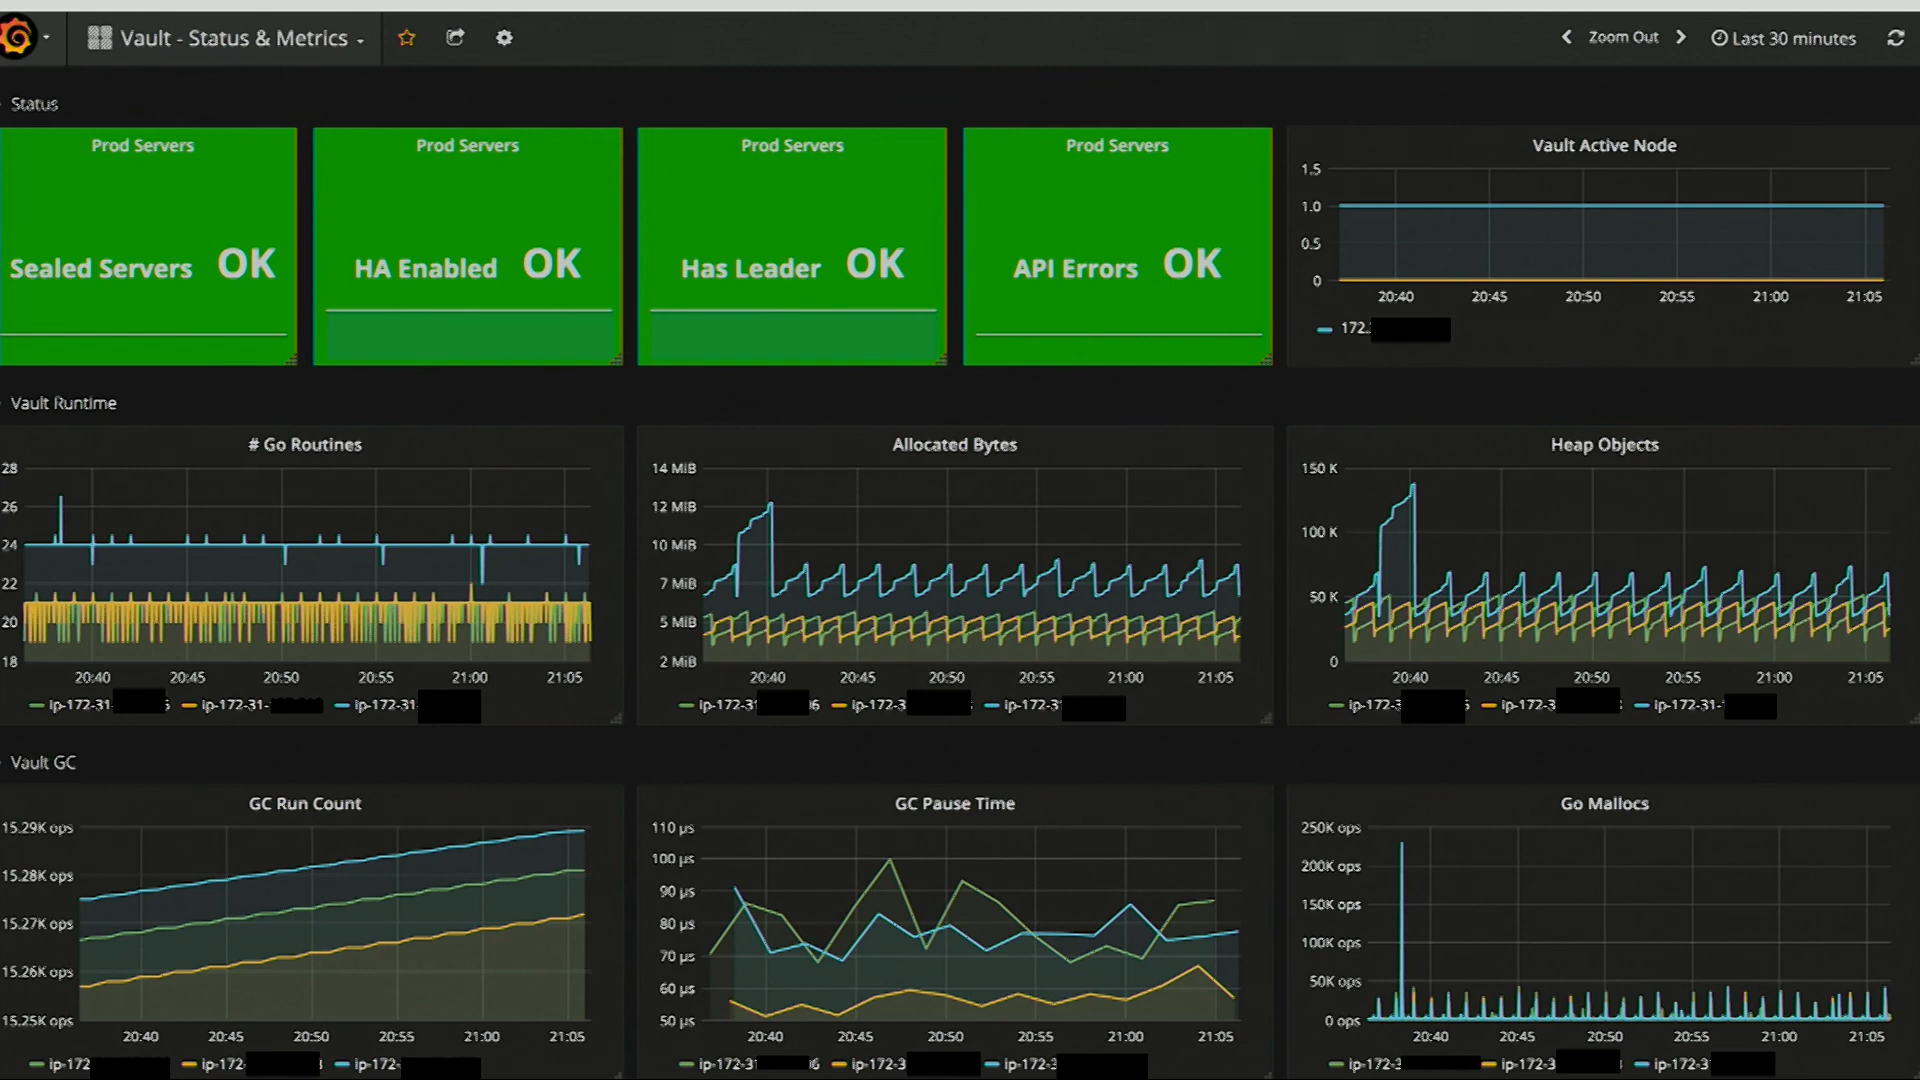 Vault - Status & Metrics
Zoom Out
Last 30 minutes
Status
Prod Servers
Sealed Servers OK
Prod Servers
HA Enabled OK
Prod Servers
Has Leader OK
Prod Servers
API Errors OK
Vault Active Node
1.5
1.0
0.5
0
20:40 20:45 20:50 20:55 21:00 21:05
172.
Vault Runtime
# Go Routines
28
26
24
22
20
18
20:40 20:45 20:50 20:55 21:00 21:05
ip-172-31- ip-172-31- ip-172-31-
Allocated Bytes
14 MiB
12 MiB
10 MiB
7 MiB
5 MiB
2 MiB
20:40 20:45 20:50 20:55 21:00 21:05
ip-172-31 06 ip-172-3 ip-172-31
Heap Objects
150 K
100 K
50 K
0
20:40 20:45 20:50 20:55 21:00 21:05
ip-172-3 ip-172-3 ip-172-31-
Vault GC
GC Run Count
15.29K ops
15.28K ops
15.27K ops
15.26K ops
15.25K ops
20:40 20:45 20:50 20:55 21:00 21:05
ip-172 ip-172- ip-172-
GC Pause Time
110 µs
100 µs
90 µs
80 µs
70 µs
60 µs
50 µs
20:40 20:45 20:50 20:55 21:00 21:05
ip-172-31 06 ip-172-3 ip-172-3
Go Mallocs
250K ops
200K ops
150K ops
100K ops
50K ops
0 ops
20:40 20:45 20:50 20:55 21:00 21:05
ip-172-3 ip-172-3 ip-172-3